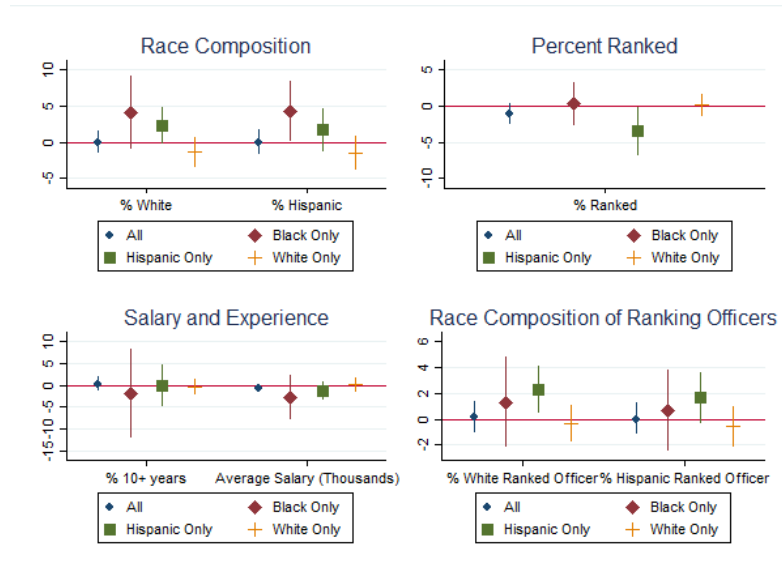 Race Composition
10
5
0
-5
% White % Hispanic
All Black Only
Hispanic Only White Only
Percent Ranked
5
0
-5
-10
% Ranked
All Black Only
Hispanic Only White Only
Salary and Experience
10
5
0
-5
-10
-15
% 10+ years Average Salary (Thousands)
All Black Only
Hispanic Only White Only
Race Composition of Ranking Officers
6
4
2
0
-2
% White Ranked Officer % Hispanic Ranked Officer
All Black Only
Hispanic Only White Only